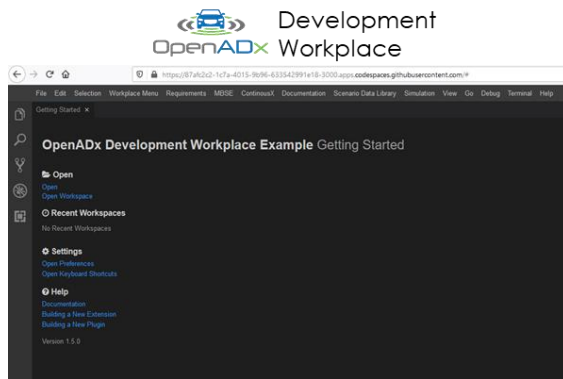 Development
OpenADx Workplace
https://87afc2c2-1c7a-4015-9b96-633542991e18-3000.apps.codespaces.githubusercontent.com/#
File Edit Selection Workplace Menu Requirements MBSE ContinousX Documentation Scenario Data Library Simulation View Go Debug Terminal Help
Getting Started ×
OpenADx Development Workplace Example Getting Started
Open
Open
Open Workspace
Recent Workspaces
No Recent Workspaces
Settings
Open Preferences
Open Keyboard Shortcuts
Help
Documentation
Building a New Extension
Building a New Plugin
Version 1.5.0